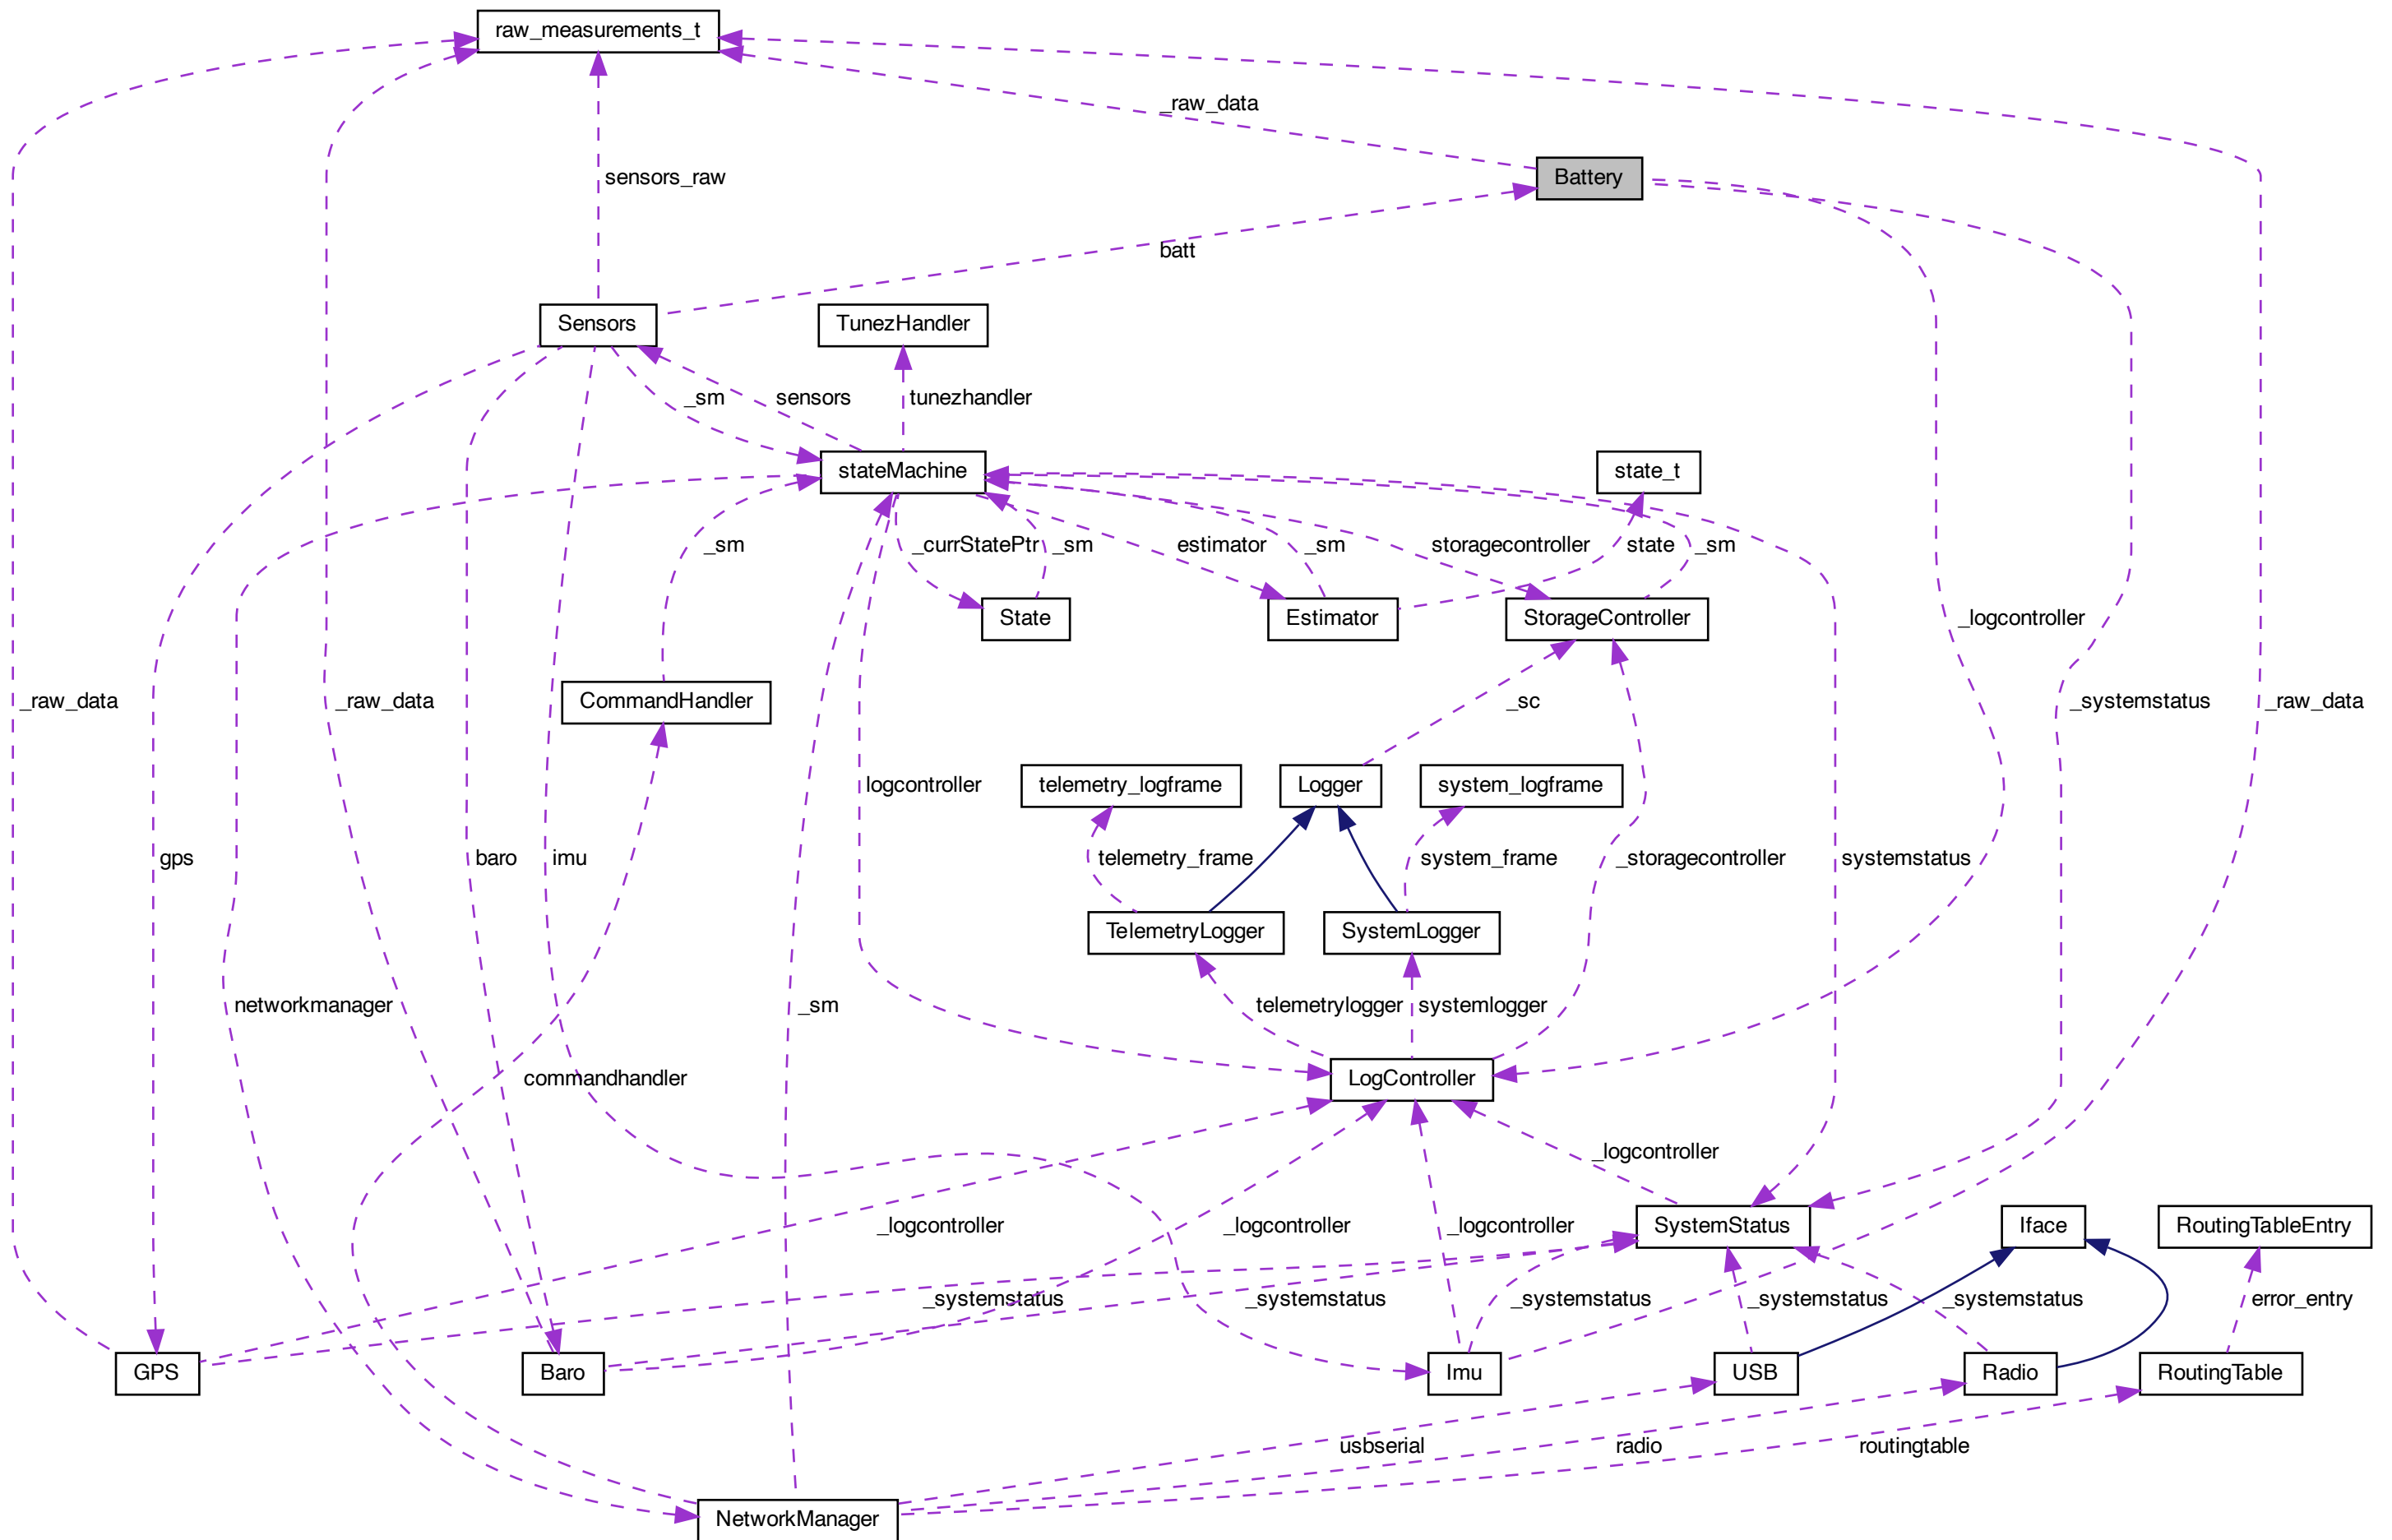 raw_measurements_t
_raw_data
Battery
sensors_raw
batt
Sensors
TunezHandler
_sm
sensors
tunezhandler
stateMachine
state_t
_currStatePtr
_sm
_sm
estimator
_sm
storagecontroller
state
_sm
State
Estimator
StorageController
_logcontroller
_raw_data
_raw_data
CommandHandler
_sc
_systemstatus
_raw_data
logcontroller
telemetry_logframe
Logger
system_logframe
gps
baro
imu
telemetry_frame
system_frame
_storagecontroller
systemstatus
TelemetryLogger
SystemLogger
networkmanager
_sm
telemetrylogger
systemlogger
commandhandler
LogController
_logcontroller
_logcontroller
_logcontroller
_logcontroller
SystemStatus
Iface
RoutingTableEntry
_systemstatus
_systemstatus
_systemstatus
_systemstatus
_systemstatus
error_entry
GPS
Baro
Imu
USB
Radio
RoutingTable
usbserial
radio
routingtable
NetworkManager